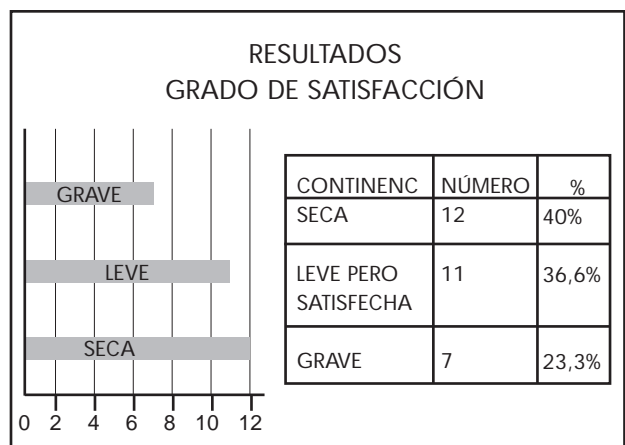 RESULTADOS
GRADO DE SATISFACCIÓN
GRAVE
LEVE
SECA
0 2 4 6 8 10 12
CONTINENC NÚMERO %
SECA 12 40%
LEVE PERO 11 36,6%
SATISFECHA
GRAVE 7 23,3%